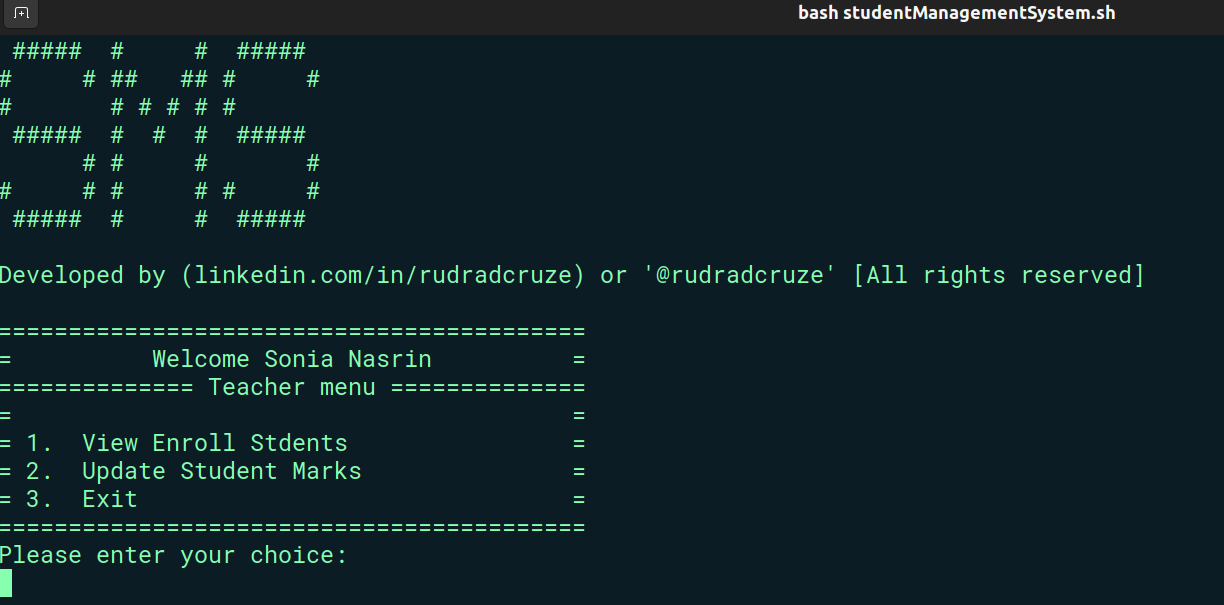 bash studentManagementSystem.sh
 #####  #     #  #####
#     # ##   ## #     #
#       # # # # #
 #####  #  #  #  #####
      # #     #       #
#     # #     # #     #
 #####  #     #  #####
Developed by (linkedin.com/in/rudradcruze) or '@rudradcruze' [All rights reserved]
==========================================
=          Welcome Sonia Nasrin          =
============== Teacher menu ==============
=                                        =
= 1.  View Enroll Stdents                =
= 2.  Update Student Marks               =
= 3.  Exit                               =
==========================================
Please enter your choice: